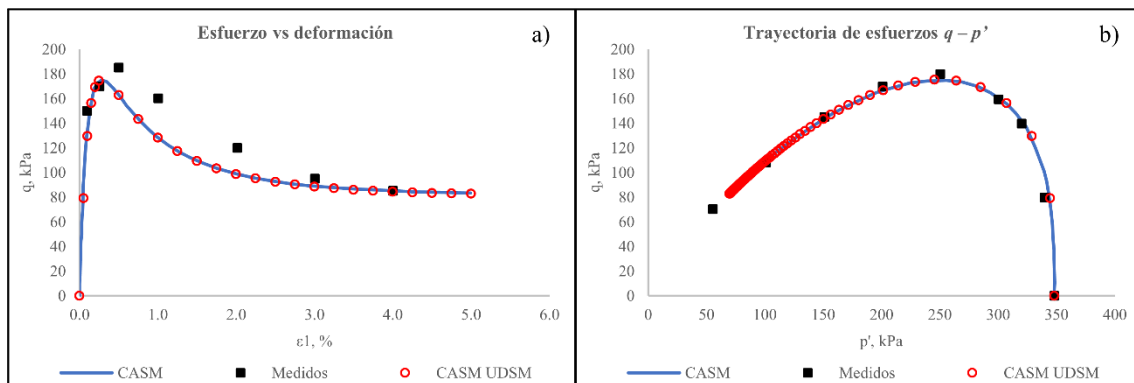 Esfuerzo vs deformación
a)
200
180
160
140
120
100
80
60
40
20
0
q, kPa
0.0 1.0 2.0 3.0 4.0 5.0 6.0
ε1, %
CASM Medidos CASM UDSM
Trayectoria de esfuerzos q – p’
b)
200
180
160
140
120
100
80
60
40
20
0
q, kPa
0 50 100 150 200 250 300 350 400
p', kPa
CASM Medidos CASM UDSM